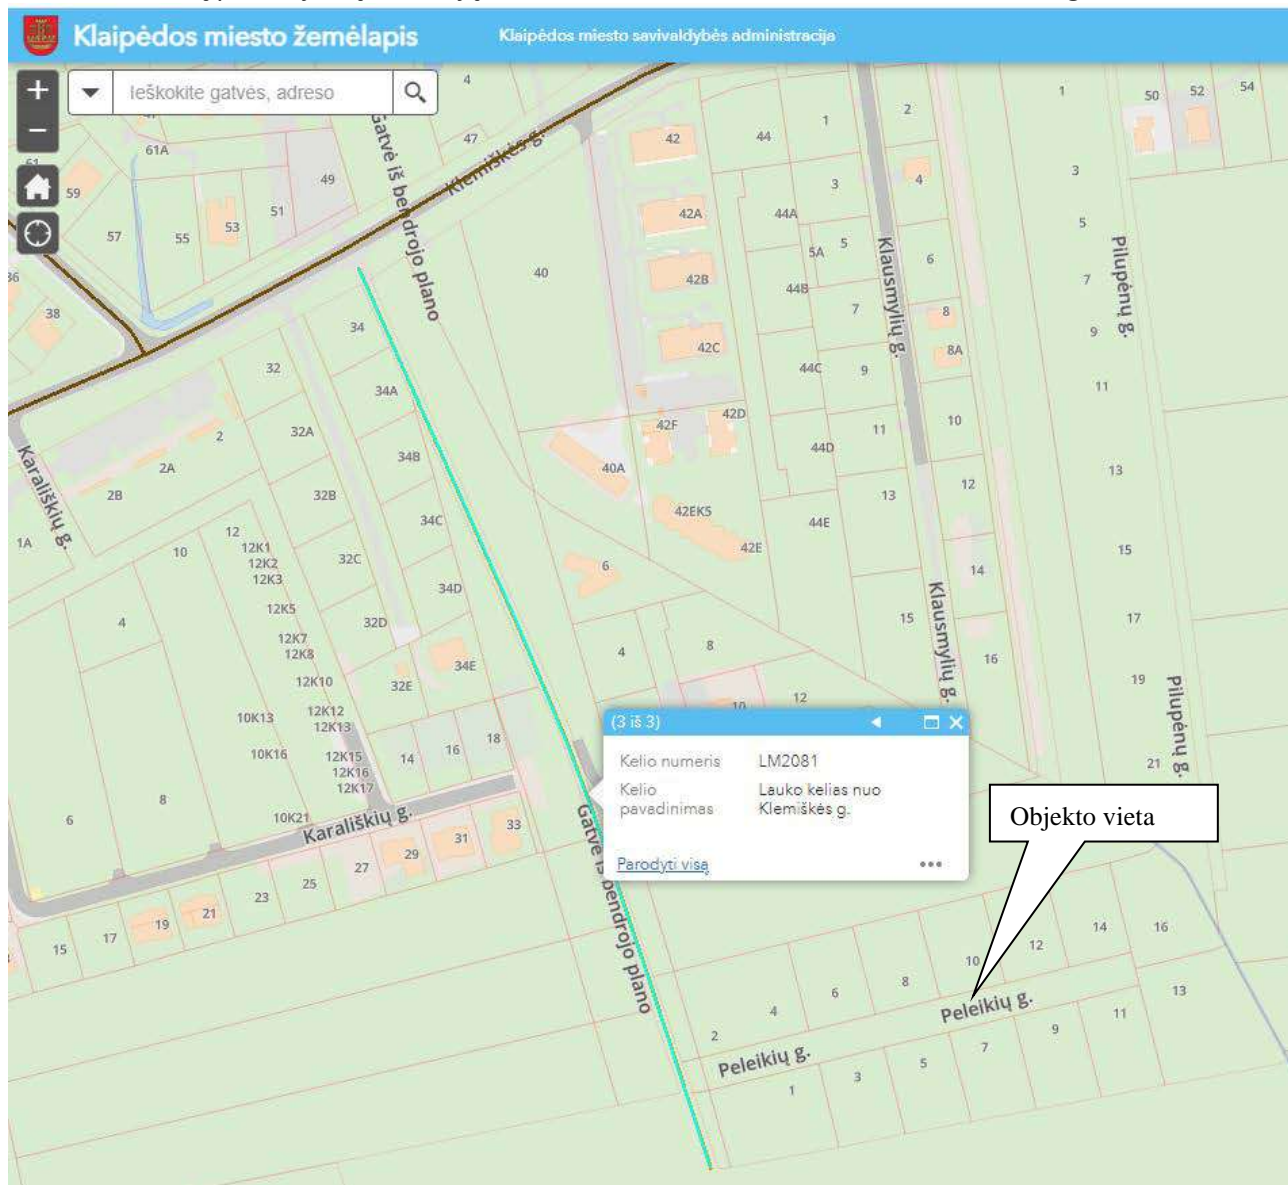 Klaipėdos miesto žemėlapis
Klaipėdos miesto savivaldybės administracija
+
Ieškokite gatvės, adreso
−
4
1
50
52
54
2
47
42
44
61A
59
49
51
53
55
57
3
3
4
42A
44A
5
5A
5
6
38
40
42B
44B
7
7
8
34
42C
9
8A
32
44C
9
34A
11
2
32A
42F
42D
10
11
2A
34B
40A
44D
13
12
2B
32B
13
1A
34C
42EK5
44E
12
10
12K1
12K2
12K3
32C
42E
15
6
14
34D
12K5
4
32D
15
17
12K7
12K8
4
8
16
34E
12K10
32E
19
10
12
10K13
12K12
12K13
18
16
14
10K16
12K15
12K16
12K17
21
8
6
10K21
33
31
29
27
25
23
21
19
17
15
Gatvė iš bendrojo plano
Klemiškės g.
Klausmylių g.
Pilupėnų g.
Karališkių g.
Klausmylių g.
Pilupėnų g.
Karališkių g.
Gatvė iš bendrojo plano
(3 iš 3)
Kelio numeris LM2081
Kelio pavadinimas Lauko kelias nuo
Klemiškės g.
Parodyti visą
Objekto vieta
16
14
12
10
8
6
4
2
13
11
9
7
5
3
1
Peleikių g.
Peleikių g.